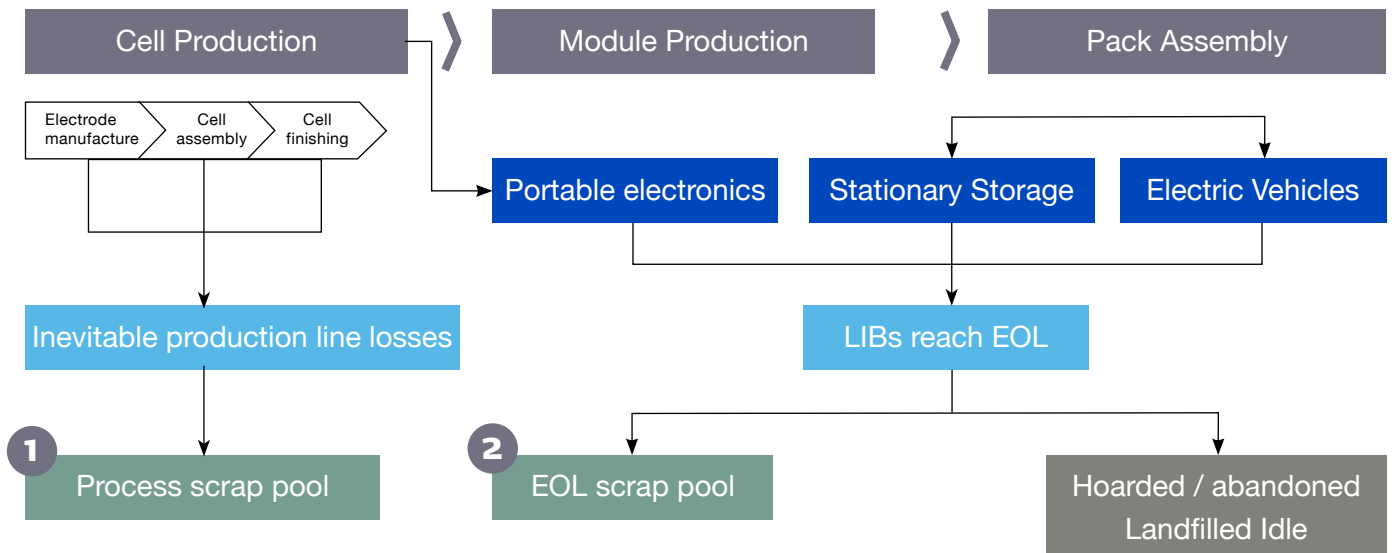 Cell Production
Module Production
Pack Assembly
Electrode
manufacture
Cell
assembly
Cell
finishing
Portable electronics
Stationary Storage
Electric Vehicles
Inevitable production line losses
LIBs reach EOL
1
Process scrap pool
2
EOL scrap pool
Hoarded / abandoned
Landfilled Idle